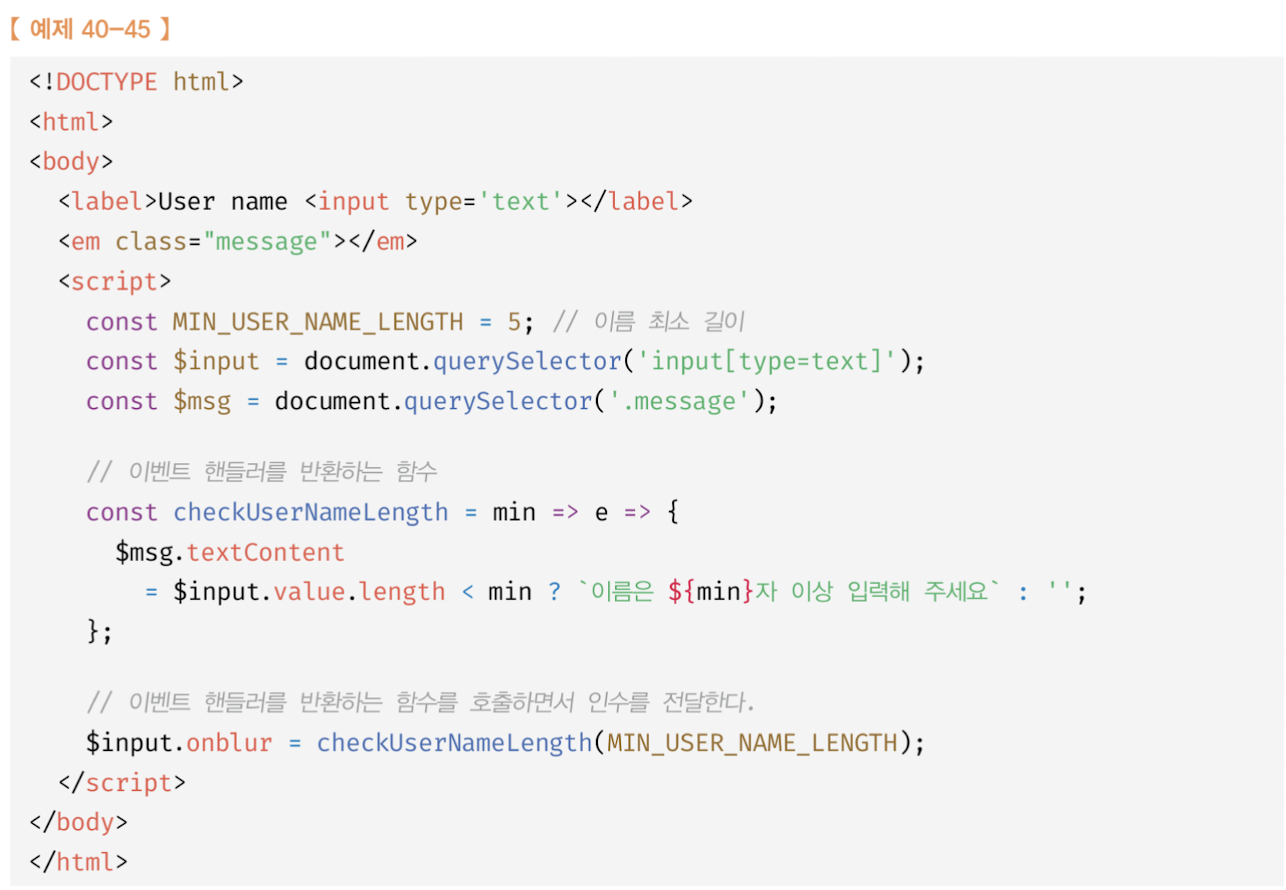 【 예제 40-45 】
<!DOCTYPE html>
<html>
<body>
  <label>User name <input type='text'></label>
  <em class="message"></em>
  <script>
    const MIN_USER_NAME_LENGTH = 5; // 이름 최소 길이
    const $input = document.querySelector('input[type=text]');
    const $msg = document.querySelector('.message');

    // 이벤트 핸들러를 반환하는 함수
    const checkUserNameLength = min => e => {
      $msg.textContent
        = $input.value.length < min ? `이름은 ${min}자 이상 입력해 주세요` : '';
    };

    // 이벤트 핸들러를 반환하는 함수를 호출하면서 인수를 전달한다.
    $input.onblur = checkUserNameLength(MIN_USER_NAME_LENGTH);
  </script>
</body>
</html>